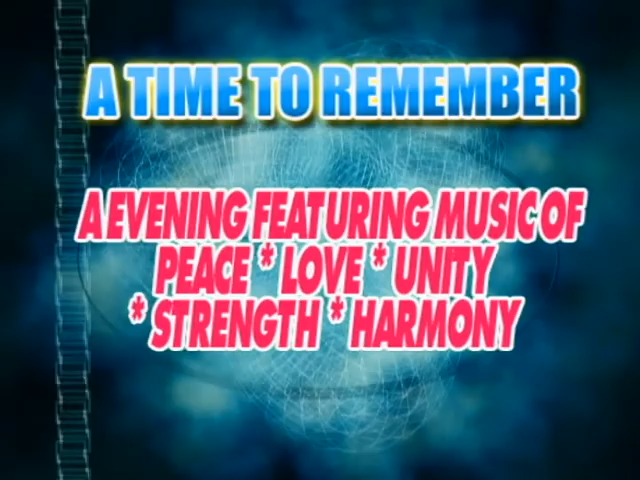 A TIME TO REMEMBER
A EVENING FEATURING MUSIC OF
PEACE * LOVE * UNITY
* STRENGTH * HARMONY